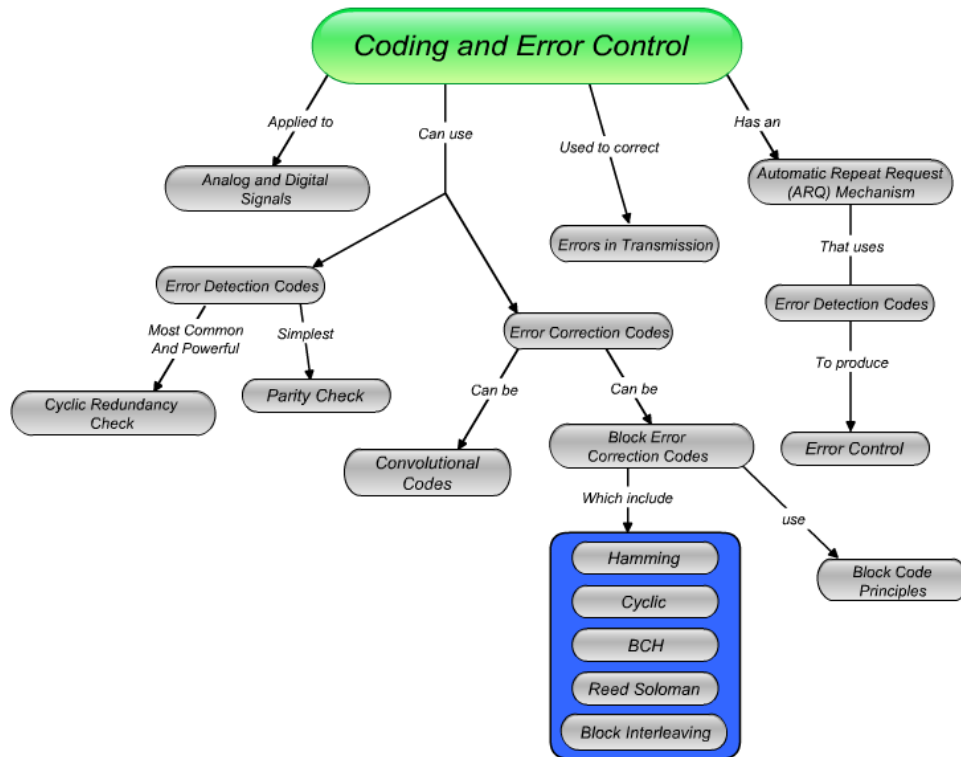 Coding and Error Control
Applied to
Can use
Used to correct
Has an
Analog and Digital
Signals
Errors in Transmission
Automatic Repeat Request
(ARQ) Mechanism
That uses
Error Detection Codes
Error Detection Codes
Most Common
And Powerful
Simplest
Error Correction Codes
To produce
Cyclic Redundancy
Check
Parity Check
Can be
Can be
Convolutional
Codes
Block Error
Correction Codes
Error Control
Which include
use
Hamming
Cyclic
BCH
Reed Soloman
Block Interleaving
Block Code
Principles